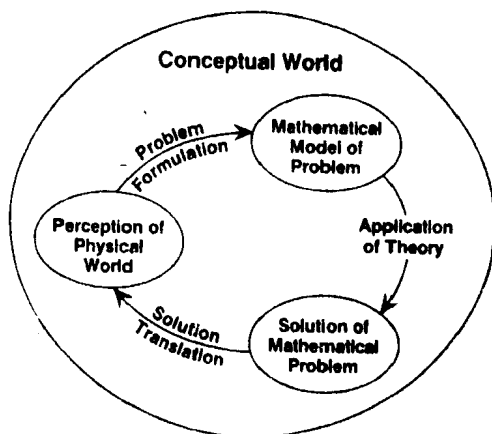 Conceptual World
Problem
Formulation
Mathematical
Model of
Problem
Perception of
Physical
World
Application
of Theory
Solution
Translation
Solution of
Mathematical
Problem